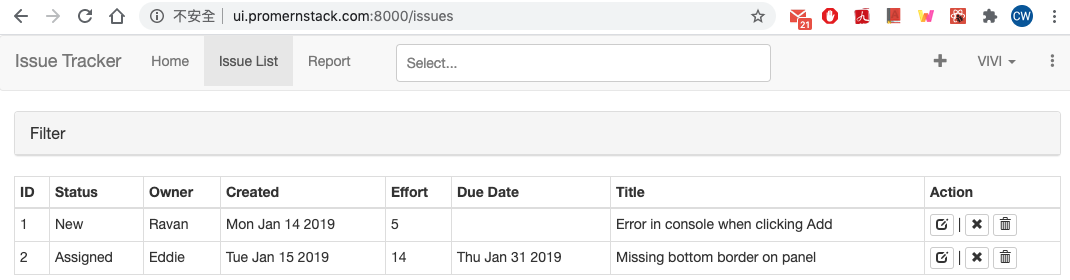 不安全 | ui.promernstack.com:8000/issues 21 CW
Issue Tracker Home Issue List Report Select... VIVI
Filter
ID Status Owner Created Effort Due Date Title Action
1 New Ravan Mon Jan 14 2019 5 Error in console when clicking Add |
2 Assigned Eddie Tue Jan 15 2019 14 Thu Jan 31 2019 Missing bottom border on panel |